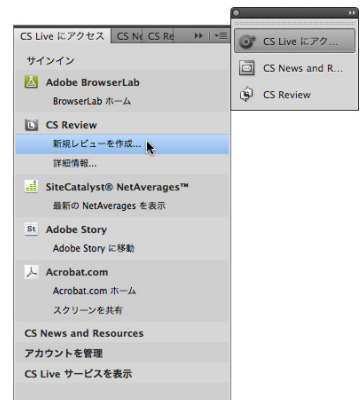 CS Live にアクセス CS Ne CS Re
サインイン
Adobe BrowserLab
BrowserLab ホーム
CS Review
新規レビューを作成...
詳細情報...
SiteCatalyst® NetAverages™
最新の NetAverages を表示
St Adobe Story
Adobe Story に移動
Acrobat.com
Acrobat.com ホーム
スクリーンを共有
CS News and Resources
アカウントを管理
CS Live サービスを表示
CS Live にアク...
CS News and R...
CS Review